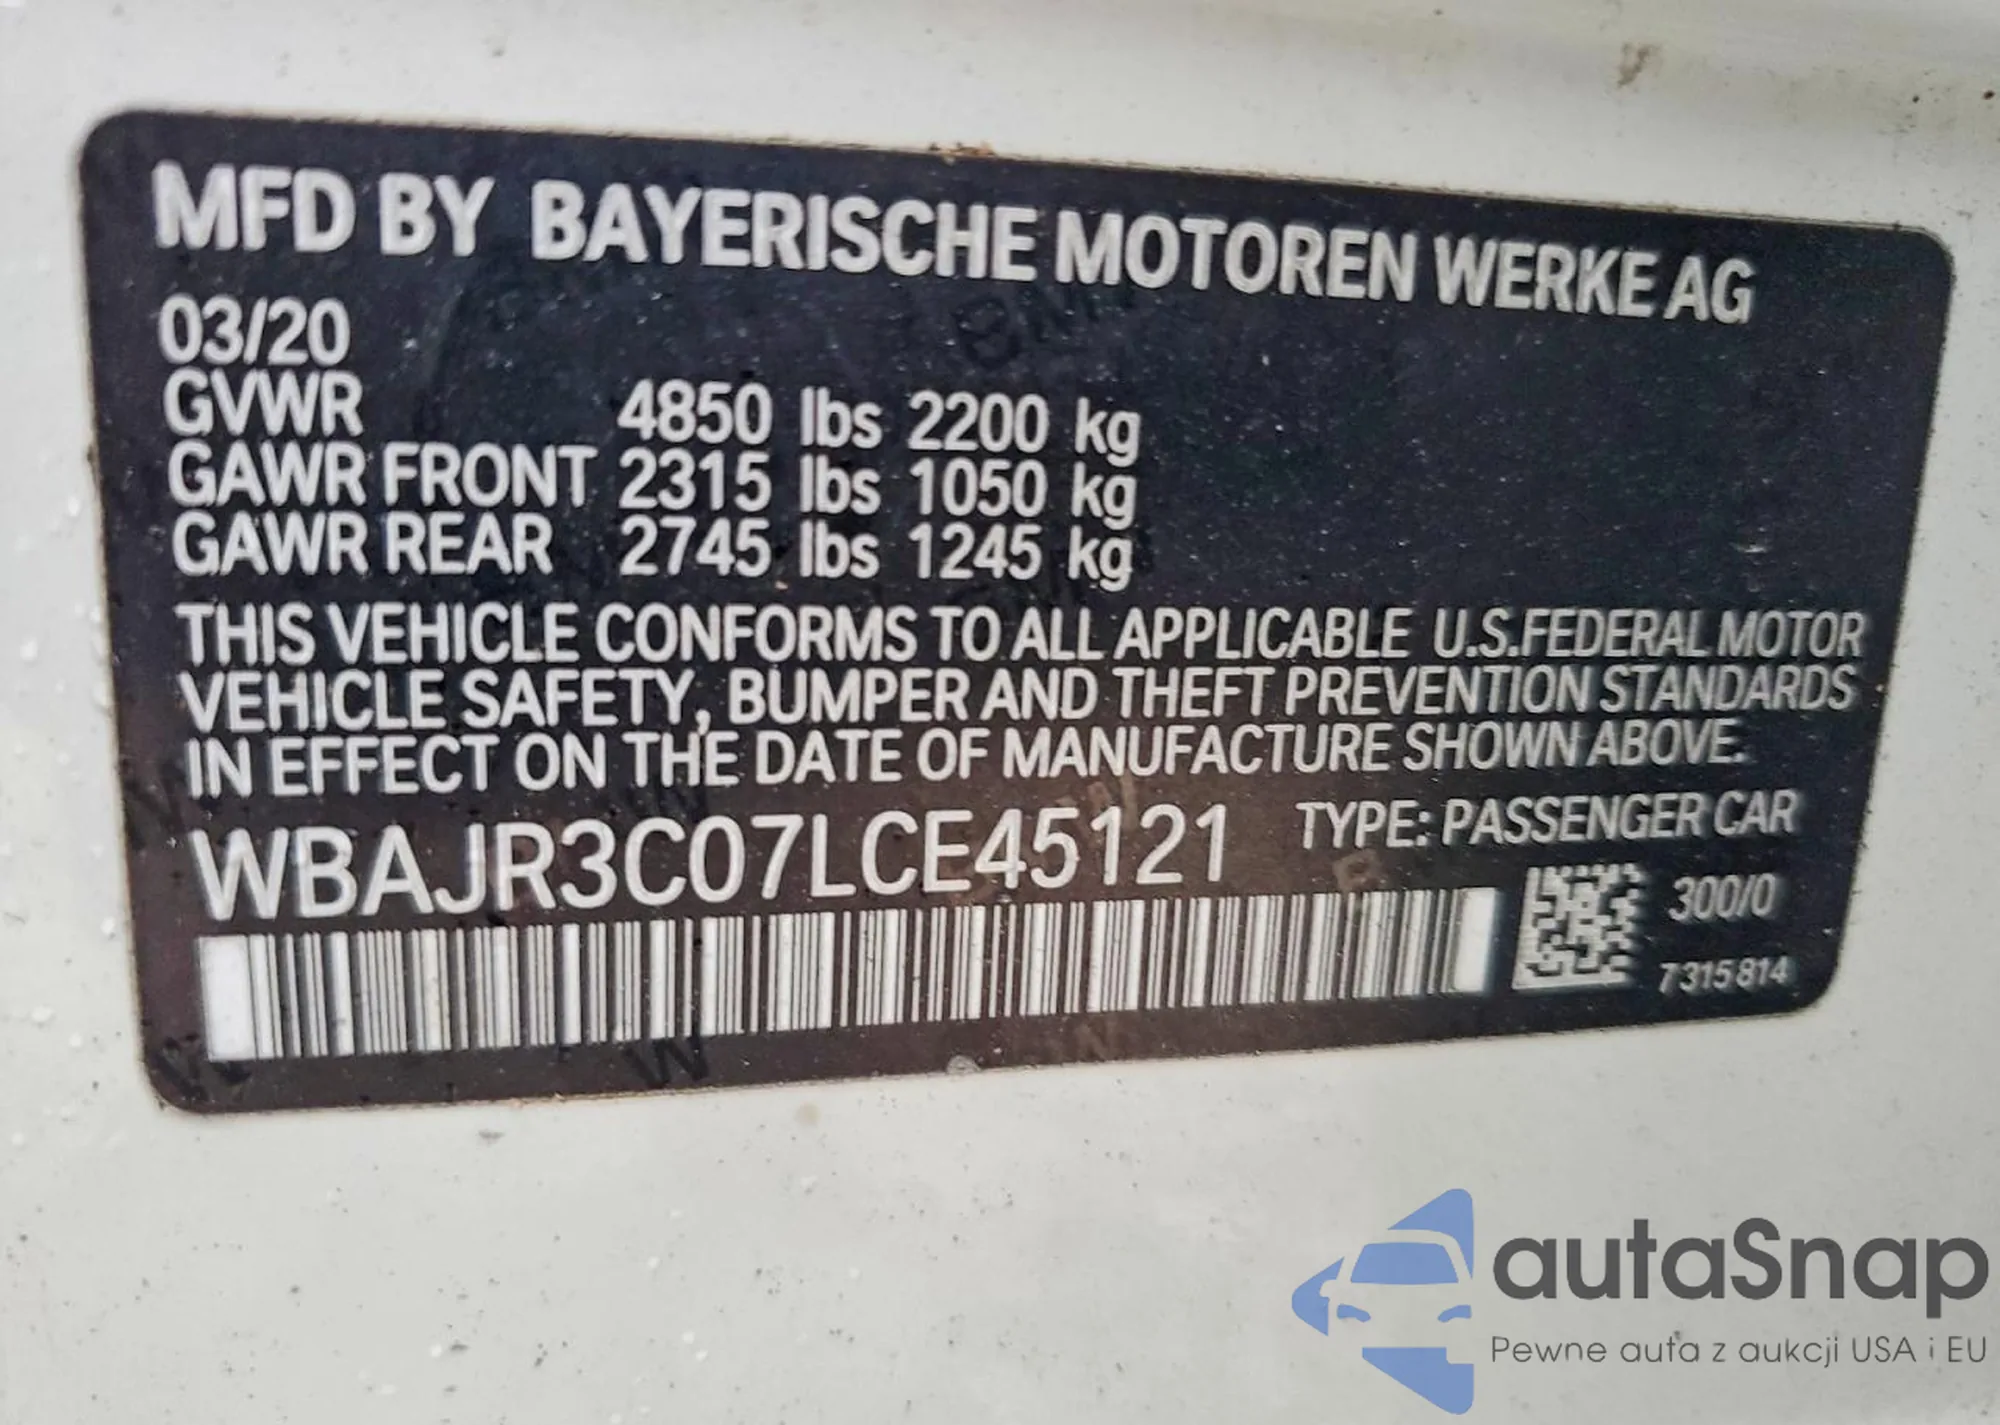 MFD BY BAYERISCHE MOTOREN WERKE AG
03/20
GVWR 4850 lbs 2200 kg
GAWR FRONT 2315 lbs 1050 kg
GAWR REAR 2745 lbs 1245 kg
THIS VEHICLE CONFORMS TO ALL APPLICABLE U.S.FEDERAL MOTOR
VEHICLE SAFETY, BUMPER AND THEFT PREVENTION STANDARDS
IN EFFECT ON THE DATE OF MANUFACTURE SHOWN ABOVE.
WBAJR3C07LCE45121 TYPE: PASSENGER CAR
300/0
7315814
autaSnap
Pewne auta z aukcji USA i EU